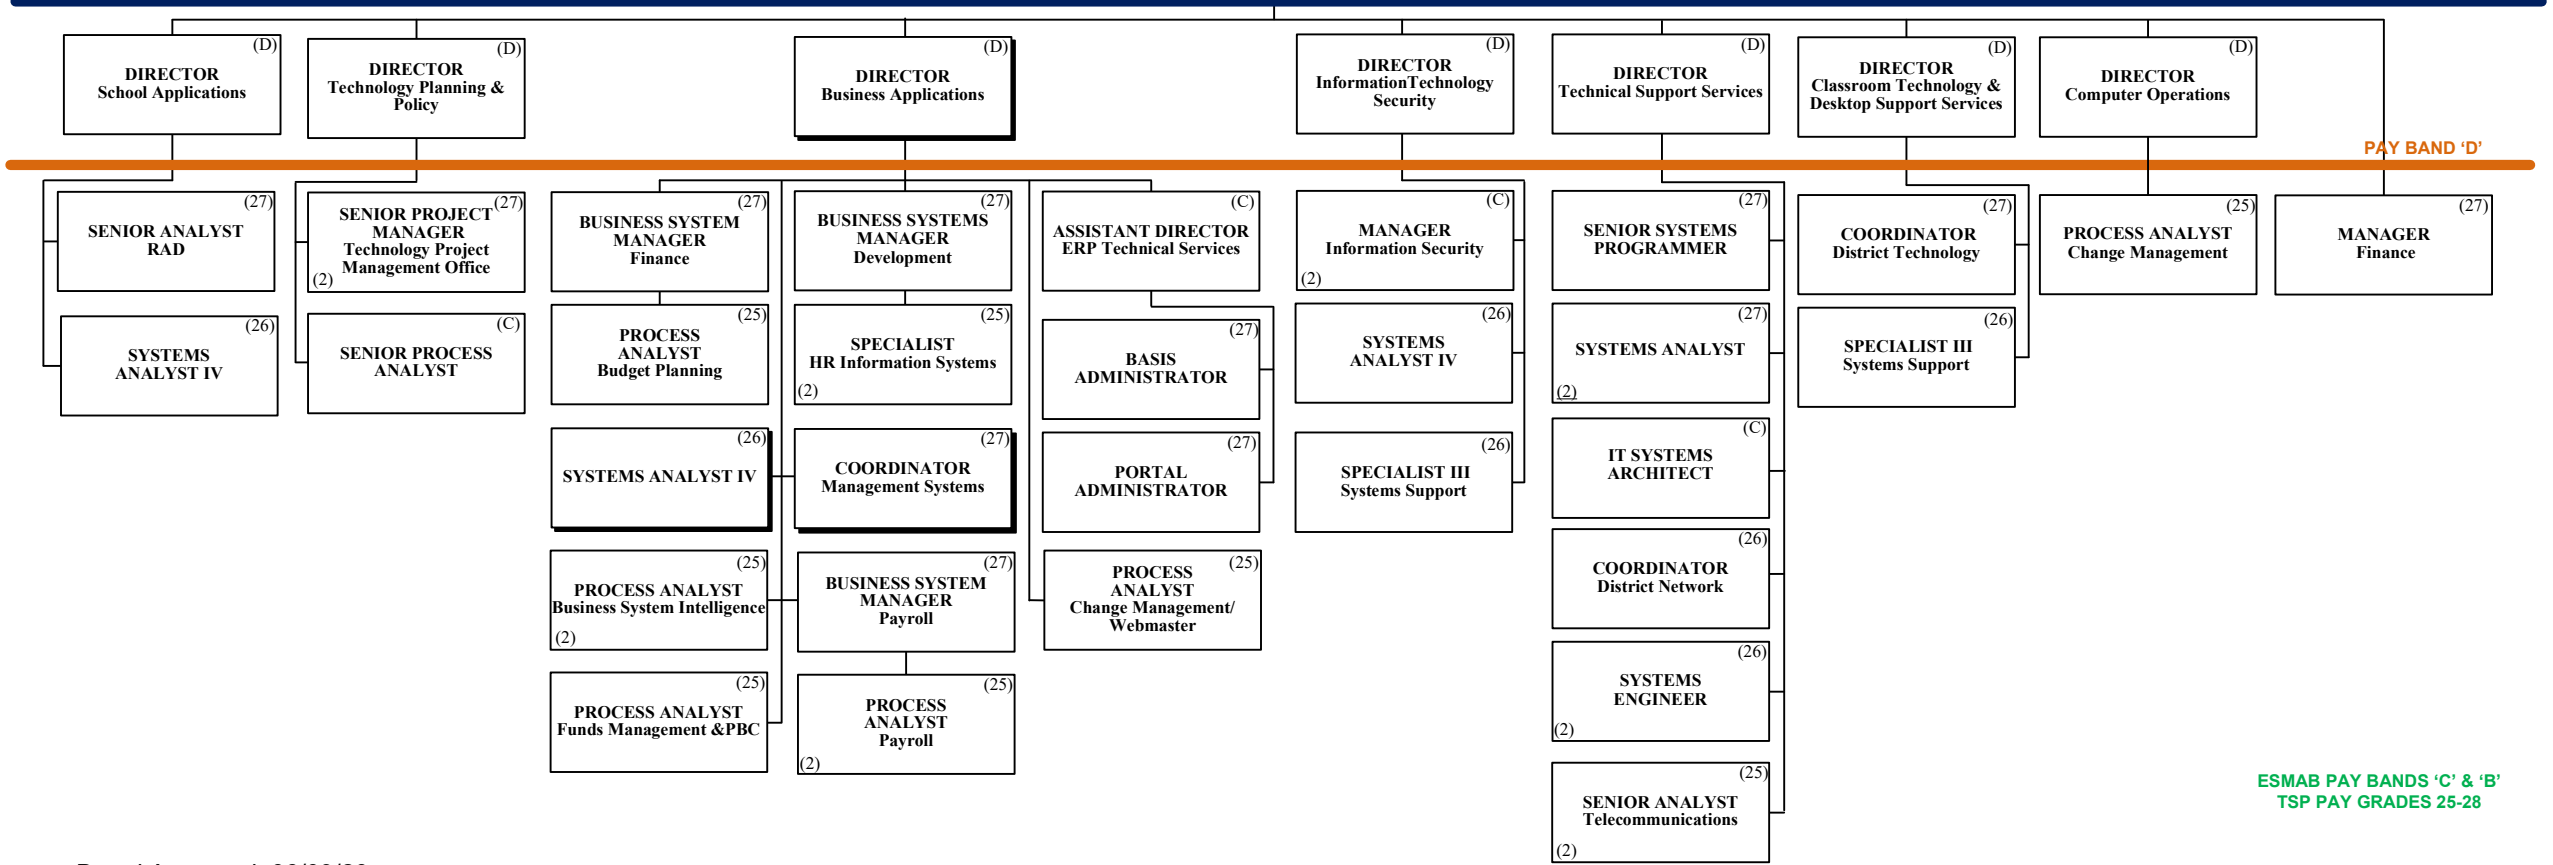 (D)
DIRECTOR
School Applications
(D)
DIRECTOR
Technology Planning &
Policy
(D)
DIRECTOR
Business Applications
(D)
DIRECTOR
InformationTechnology
Security
(D)
DIRECTOR
Technical Support Services
(D)
DIRECTOR
Classroom Technology &
Desktop Support Services
(D)
DIRECTOR
Computer Operations
PAY BAND ‘D’
(27)
SENIOR ANALYST
RAD
(26)
SYSTEMS
ANALYST IV
(27)
SENIOR PROJECT
MANAGER
Technology Project
Management Office
(2)
(C)
SENIOR PROCESS
ANALYST
(27)
BUSINESS SYSTEM
MANAGER
Finance
(25)
PROCESS
ANALYST
Budget Planning
(26)
SYSTEMS ANALYST IV
(25)
PROCESS ANALYST
Business System Intelligence
(2)
(25)
PROCESS ANALYST
Funds Management &PBC
(27)
BUSINESS SYSTEMS
MANAGER
Development
(25)
SPECIALIST
HR Information Systems
(2)
(27)
COORDINATOR
Management Systems
(27)
BUSINESS SYSTEM
MANAGER
Payroll
(25)
PROCESS
ANALYST
Payroll
(2)
(C)
ASSISTANT DIRECTOR
ERP Technical Services
(27)
BASIS
ADMINISTRATOR
(27)
PORTAL
ADMINISTRATOR
(25)
PROCESS
ANALYST
Change Management/
Webmaster
(C)
MANAGER
Information Security
(2)
(26)
SYSTEMS
ANALYST IV
(26)
SPECIALIST III
Systems Support
(27)
SENIOR SYSTEMS
PROGRAMMER
(27)
SYSTEMS ANALYST
(2)
(C)
IT SYSTEMS
ARCHITECT
(26)
COORDINATOR
District Network
(26)
SYSTEMS
ENGINEER
(2)
(25)
SENIOR ANALYST
Telecommunications
(2)
(27)
COORDINATOR
District Technology
(26)
SPECIALIST III
Systems Support
(25)
PROCESS ANALYST
Change Management
(27)
MANAGER
Finance
ESMAB PAY BANDS ‘C’ & ‘B’
TSP PAY GRADES 25-28